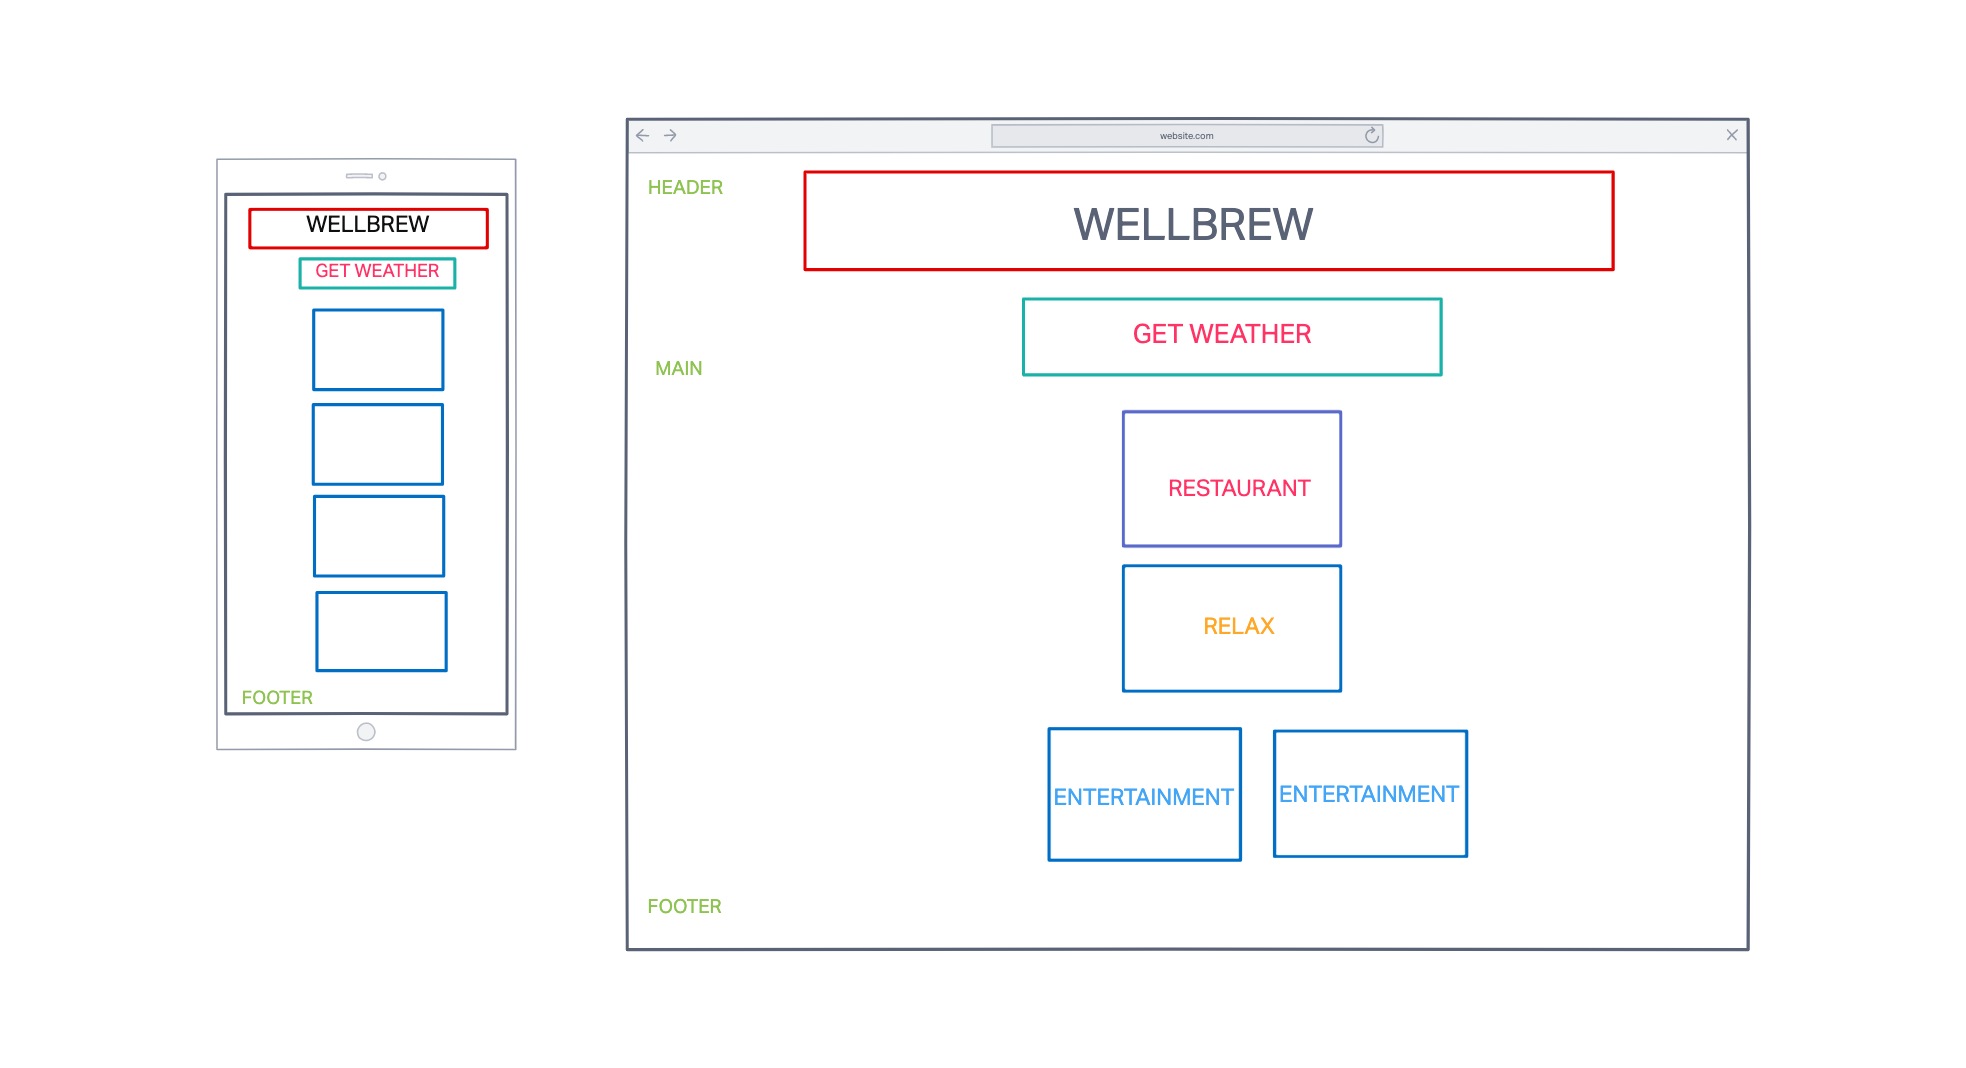 WELLBREW
GET WEATHER
FOOTER
website.com
HEADER
WELLBREW
GET WEATHER
MAIN
RESTAURANT
RELAX
ENTERTAINMENT
ENTERTAINMENT
FOOTER